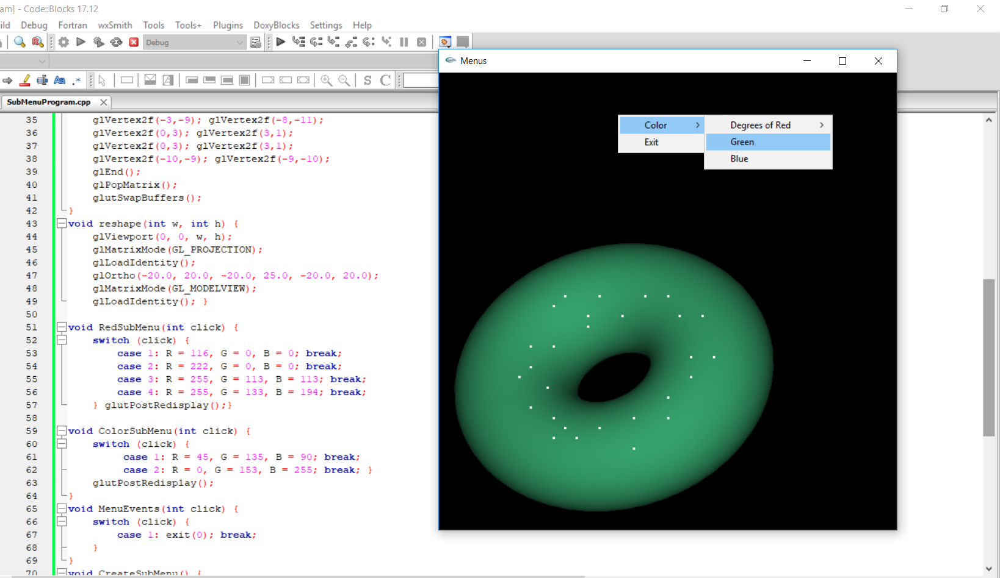 am] - Code::Blocks 17.12
ild Debug Fortran wxSmith Tools Tools+ Plugins DoxyBlocks Settings Help
Debug
Aa .* S C
SubMenuProgram.cpp
35 glVertex2f(-3,-9); glVertex2f(-8,-11);
36 glVertex2f(0,3); glVertex2f(3,1);
37 glVertex2f(0,3); glVertex2f(3,1);
38 glVertex2f(-10,-9); glVertex2f(-9,-10);
39 glEnd();
40 glPopMatrix();
41 glutSwapBuffers();
42 }
43 void reshape(int w, int h) {
44 glViewport(0, 0, w, h);
45 glMatrixMode(GL_PROJECTION);
46 glLoadIdentity();
47 glOrtho(-20.0, 20.0, -20.0, 25.0, -20.0, 20.0);
48 glMatrixMode(GL_MODELVIEW);
49 glLoadIdentity(); }
50
51 void RedSubMenu(int click) {
52 switch (click) {
53 case 1: R = 116, G = 0, B = 0; break;
54 case 2: R = 222, G = 0, B = 0; break;
55 case 3: R = 255, G = 113, B = 113; break;
56 case 4: R = 255, G = 133, B = 194; break;
57 } glutPostRedisplay();}
58
59 void ColorSubMenu(int click) {
60 switch (click) {
61 case 1: R = 45, G = 135, B = 90; break;
62 case 2: R = 0, G = 153, B = 255; break; }
63 glutPostRedisplay();
64 }
65 void MenuEvents(int click) {
66 switch (click) {
67 case 1: exit(0); break;
68 }
69 }
70 void CreateSubMenu() {
Menus
Color
Exit
Degrees of Red
Green
Blue